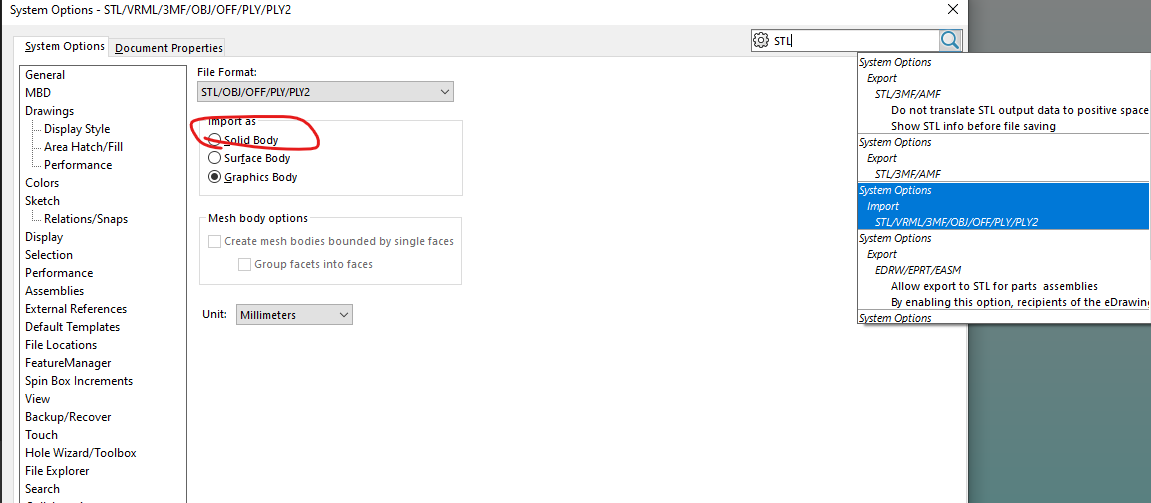 System Options - STL/VRML/3MF/OBJ/OFF/PLY/PLY2
System Options
Document Properties
STL
General
MBD
Drawings
Display Style
Area Hatch/Fill
Performance
Colors
Sketch
Relations/Snaps
Display
Selection
Performance
Assemblies
External References
Default Templates
File Locations
FeatureManager
Spin Box Increments
View
Backup/Recover
Touch
Hole Wizard/Toolbox
File Explorer
Search
File Format:
STL/OBJ/OFF/PLY/PLY2
Import as
Solid Body
Surface Body
Graphics Body
Mesh body options
Create mesh bodies bounded by single faces
Group facets into faces
Unit:
Millimeters
System Options
Export
STL/3MF/AMF
Do not translate STL output data to positive space
Show STL info before file saving
System Options
Export
STL/3MF/AMF
System Options
Import
STL/VRML/3MF/OBJ/OFF/PLY/PLY2
System Options
Export
EDRW/EPRT/EASM
Allow export to STL for parts assemblies
By enabling this option, recipients of the eDrawing
System Options